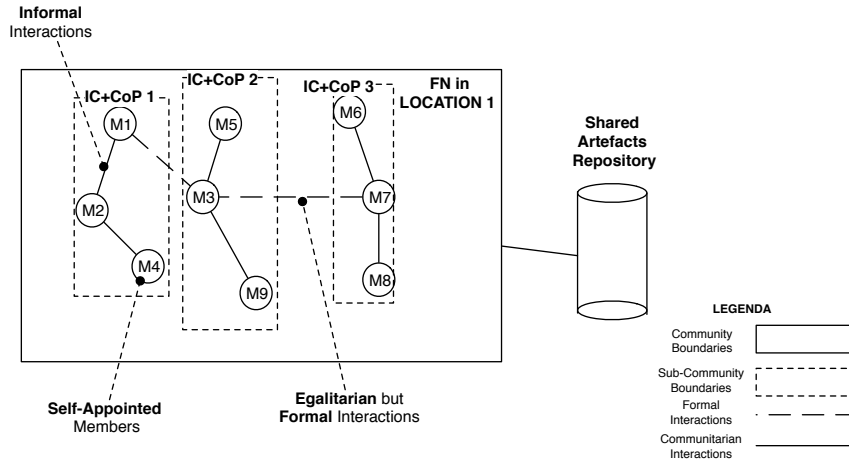 Informal
Interactions
IC+CoP 1
IC+CoP 2
IC+CoP 3
FN in
LOCATION 1
M1
M5
M6
M2
M3
M7
M4
M9
M8
Shared
Artefacts
Repository
Self-Appointed
Members
Egalitarian but
Formal Interactions
LEGENDA
Community
Boundaries
Sub-Community
Boundaries
Formal
Interactions
Communitarian
Interactions